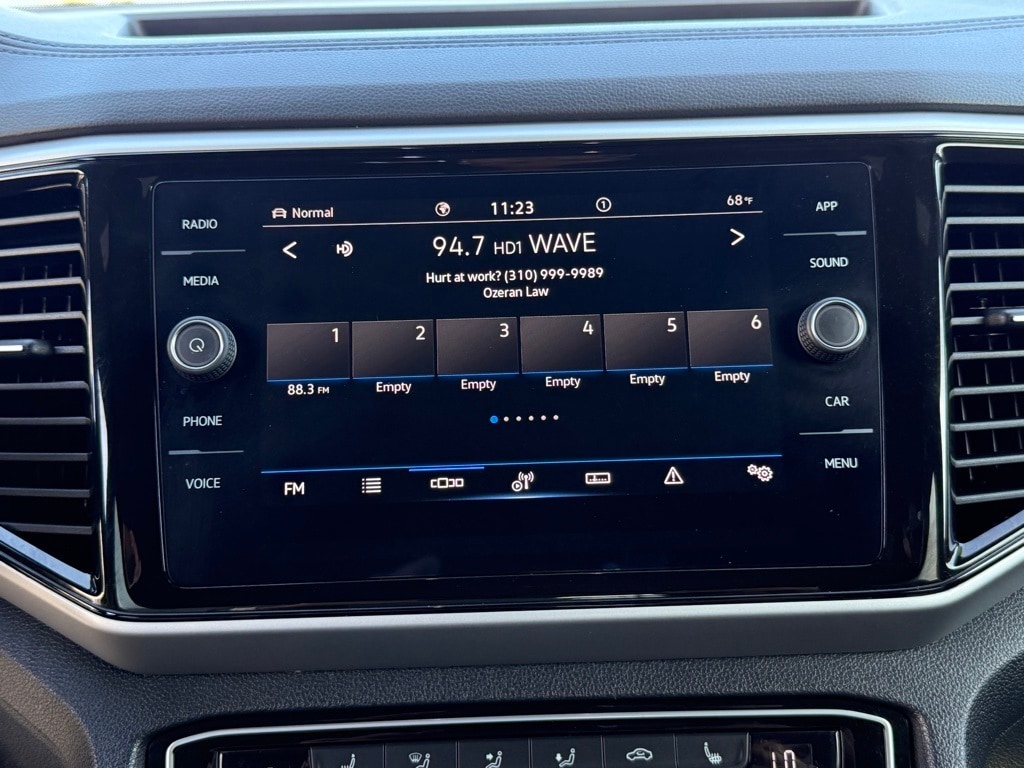 RADIO
MEDIA
PHONE
VOICE
Normal 11:23 1 68°F
< HD 94.7 HD1 WAVE >
Hurt at work? (310) 999-9989
Ozeran Law
1 2 3 4 5 6
88.3 FM Empty Empty Empty Empty Empty
FM
APP
SOUND
CAR
MENU